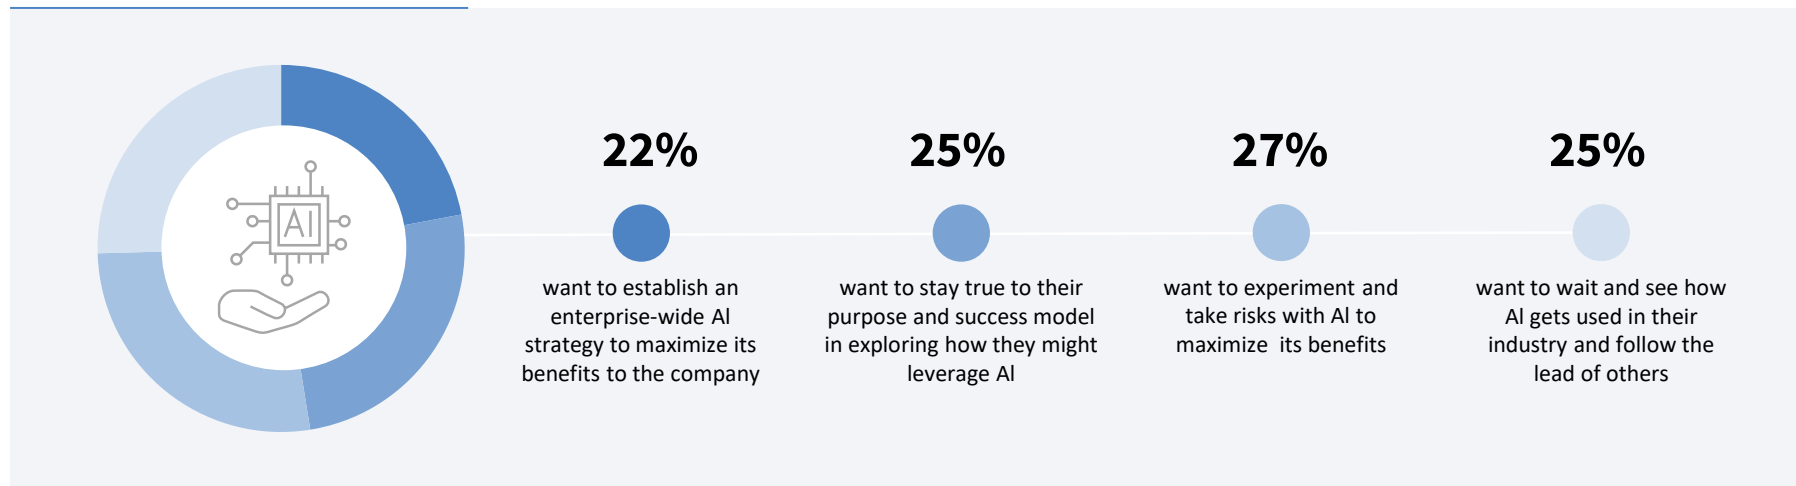 AI
22%
want to establish an
enterprise-wide AI
strategy to maximize its
benefits to the company
25%
want to stay true to their
purpose and success model
in exploring how they might
leverage AI
27%
want to experiment and
take risks with AI to
maximize  its benefits
25%
want to wait and see how
AI gets used in their
industry and follow the
lead of others